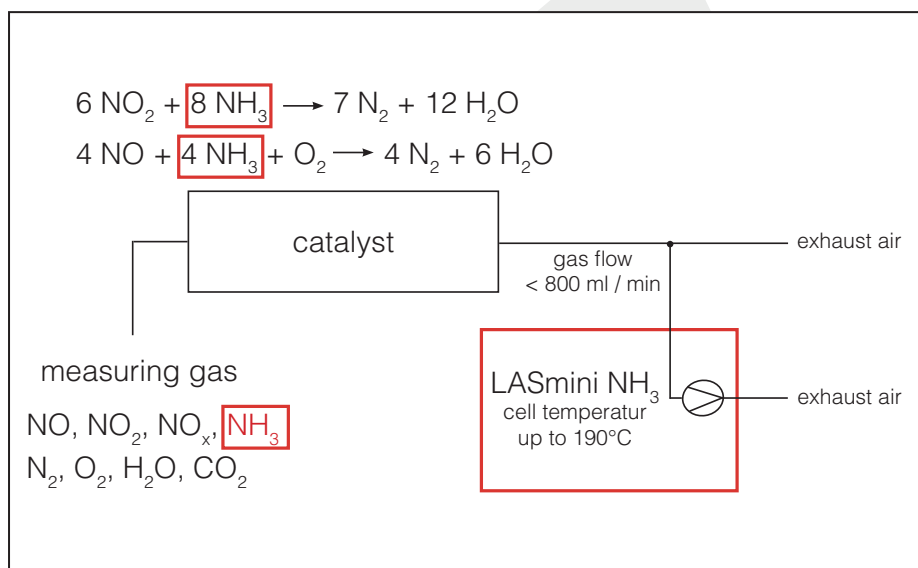 6 NO₂ + 8 NH₃ → 7 N₂ + 12 H₂O
4 NO + 4 NH₃ + O₂ → 4 N₂ + 6 H₂O
catalyst
exhaust air
gas flow
< 800 ml / min
measuring gas
NO, NO₂, NOₓ, NH₃
N₂, O₂, H₂O, CO₂
LASmini NH₃
cell temperatur
up to 190°C
exhaust air